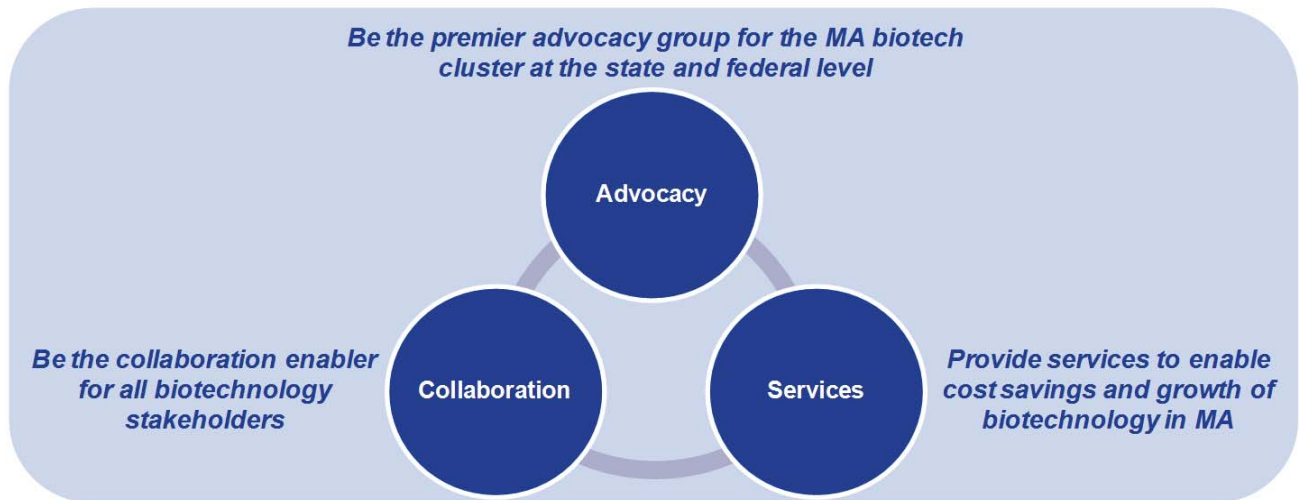 Be the premier advocacy group for the MA biotech
cluster at the state and federal level
Advocacy
Be the collaboration enabler
for all biotechnology
stakeholders
Collaboration
Services
Provide services to enable
cost savings and growth of
biotechnology in MA